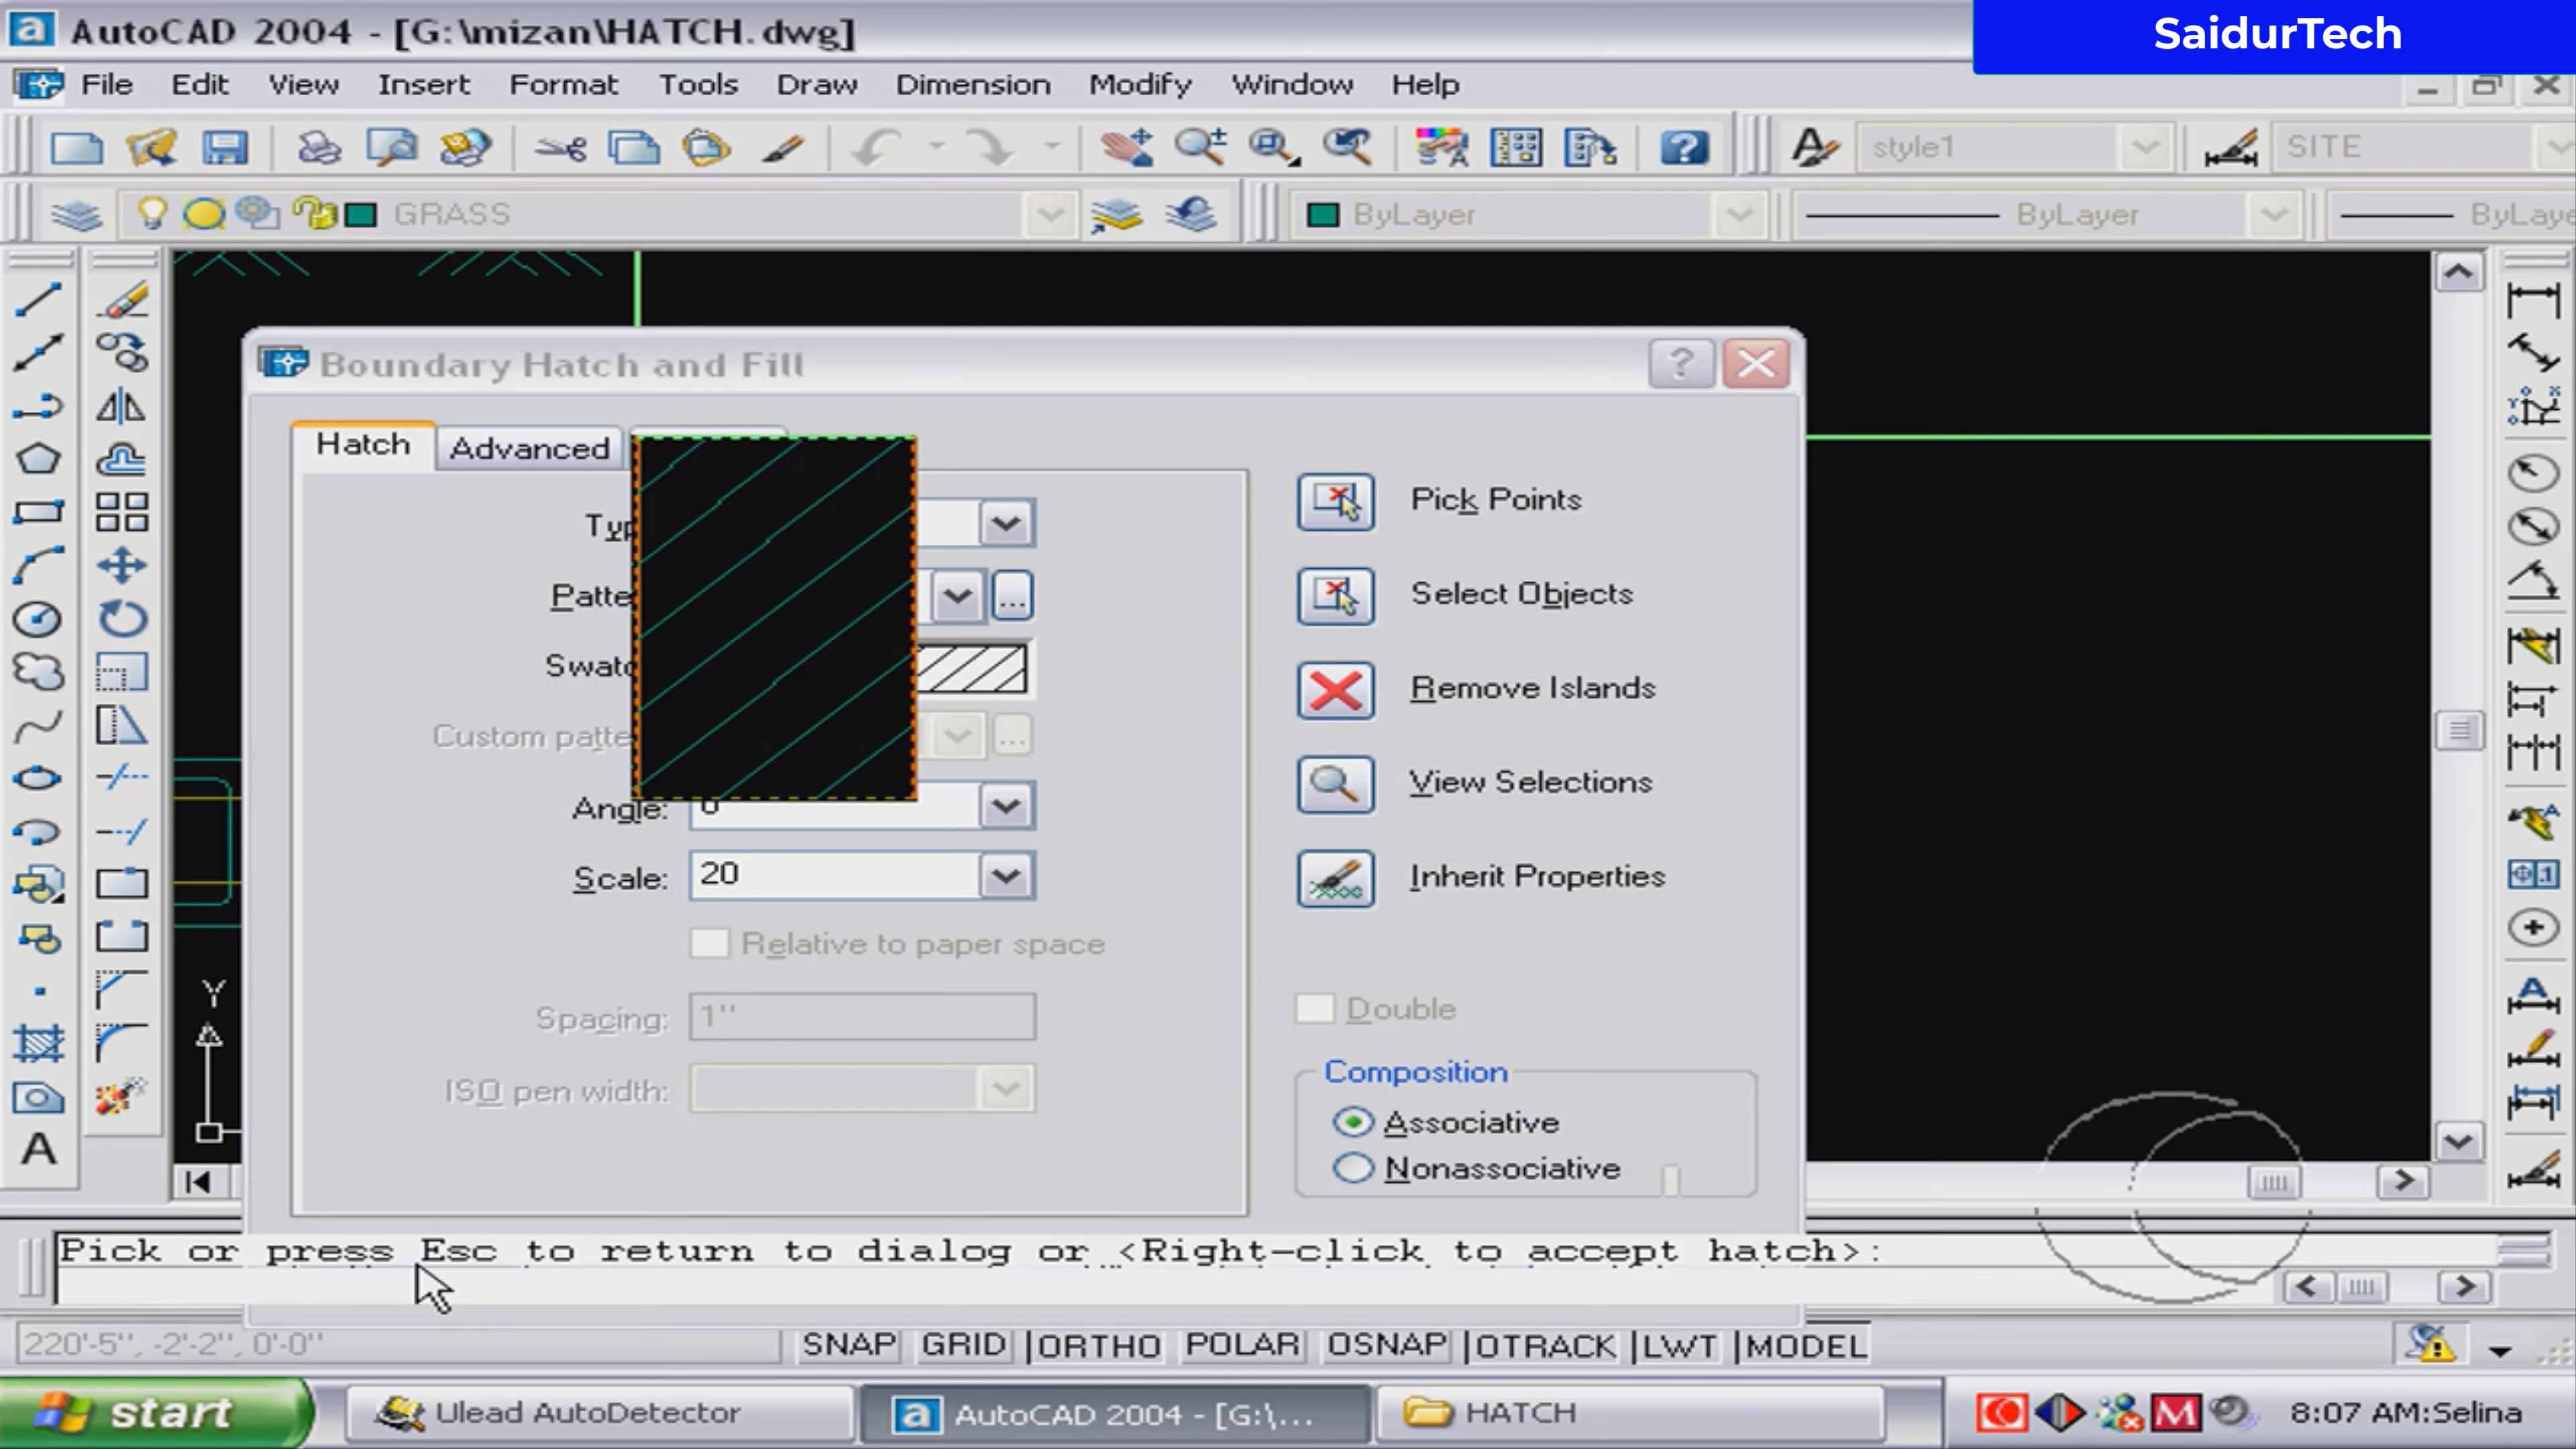 AutoCAD 2004 - [G:\mizan\HATCH.dwg]
SaidurTech
File Edit View Insert Format Tools Draw Dimension Modify Window Help
style1 SITE
GRASS ByLayer ByLayer
Boundary Hatch and Fill
Hatch Advanced
Pick Points
Select Objects
Remove Islands
Custom
View Selections
Angle: 0
Scale: 20
Inherit Properties
Relative to paper space
Y
Spacing: 1"
Double
ISO pen width:
Composition
Associative
Nonassociative
Pick or press Esc to return to dialog or <Right-click to accept hatch>:
220'-5", -2'-2", 0'-0"
SNAP GRID ORTHO POLAR OSNAP OTRACK LWT MODEL
start Ulead AutoDetector AutoCAD 2004 - [G:\... HATCH 8:07 AM:Selina